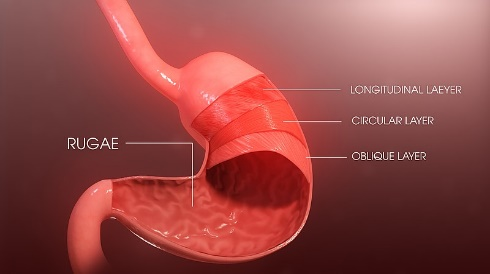 LONGITUDINAL LAEYER
CIRCULAR LAYER
RUGAE
OBLIQUE LAYER